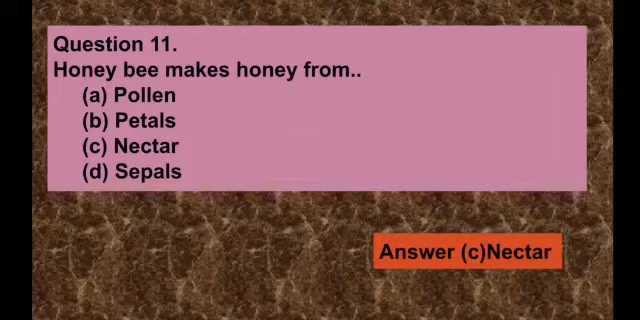 Question 11.
Honey bee makes honey from..
(a) Pollen
(b) Petals
(c) Nectar
(d) Sepals
Answer (c)Nectar